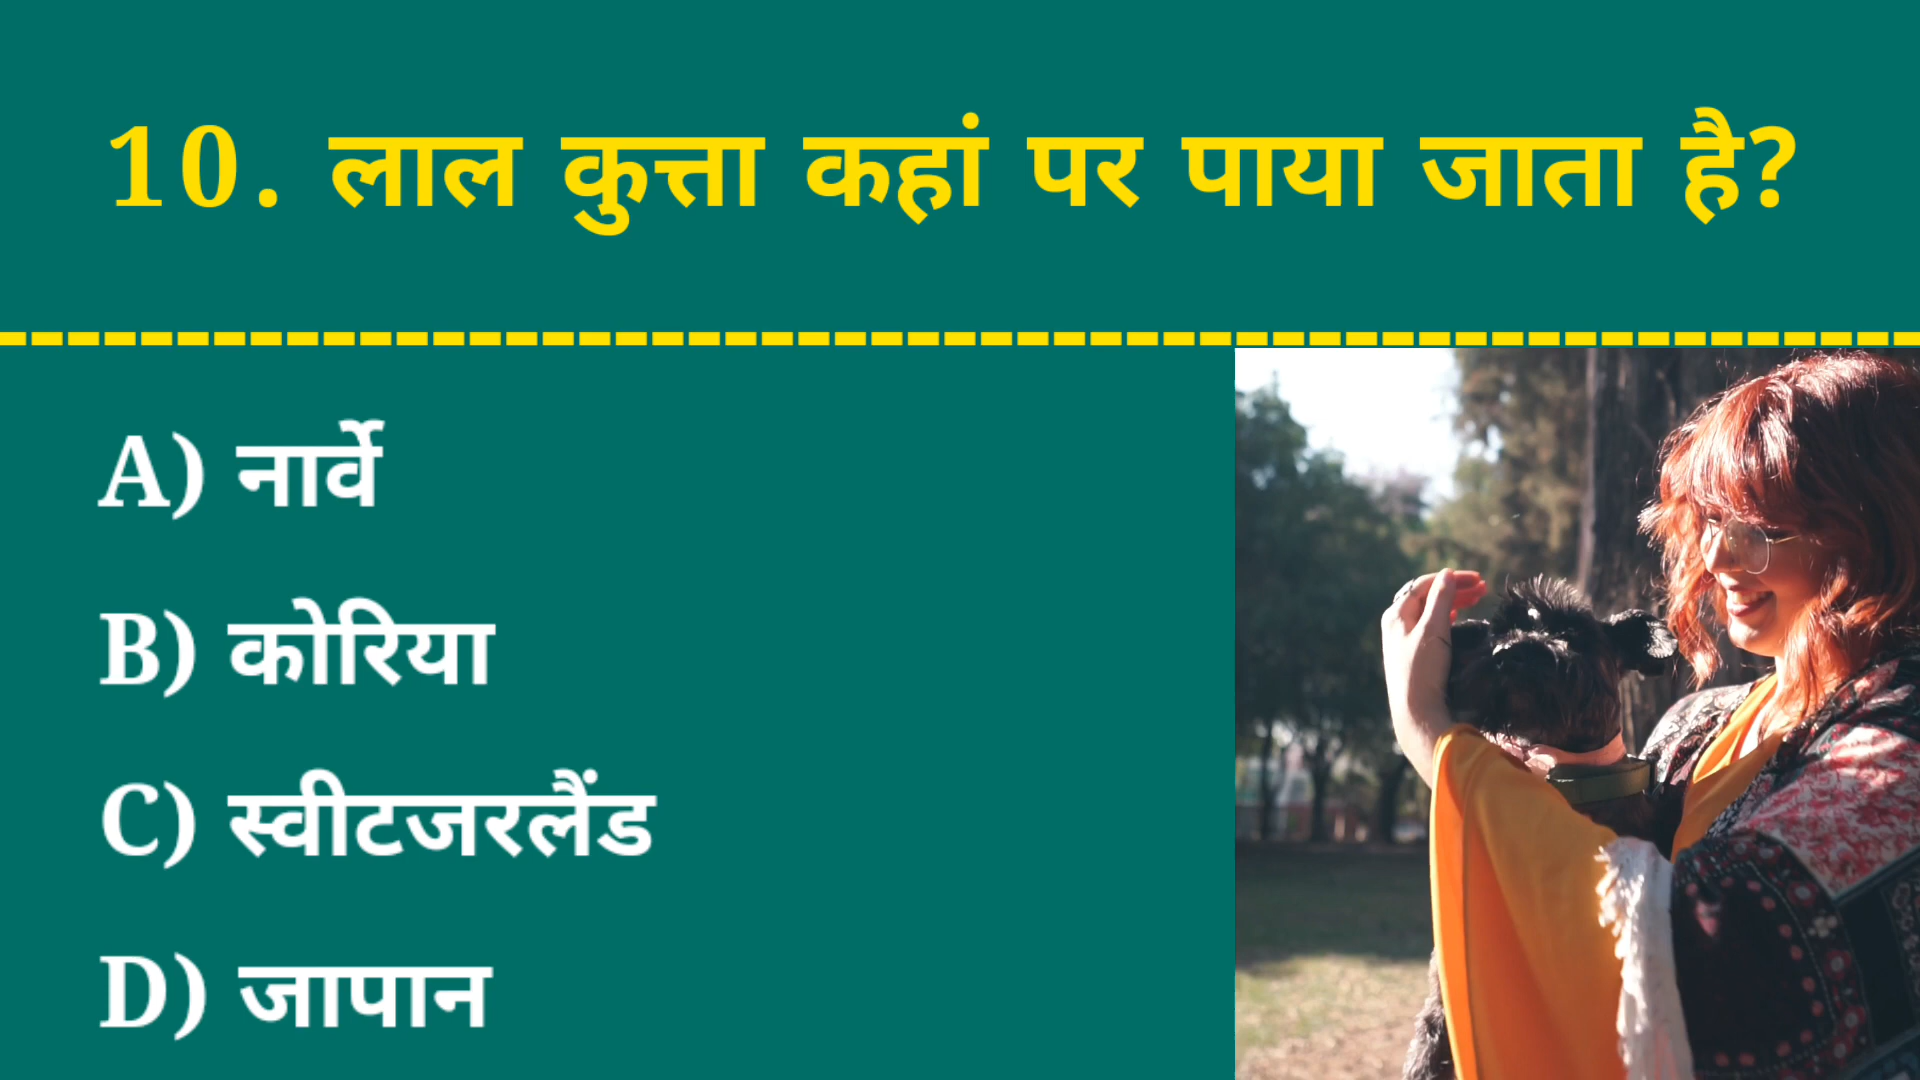 10. लाल कुत्ता कहां पर पाया जाता है?
A) नार्वे
B) कोरिया
C) स्वीटजरलैंड
D) जापान